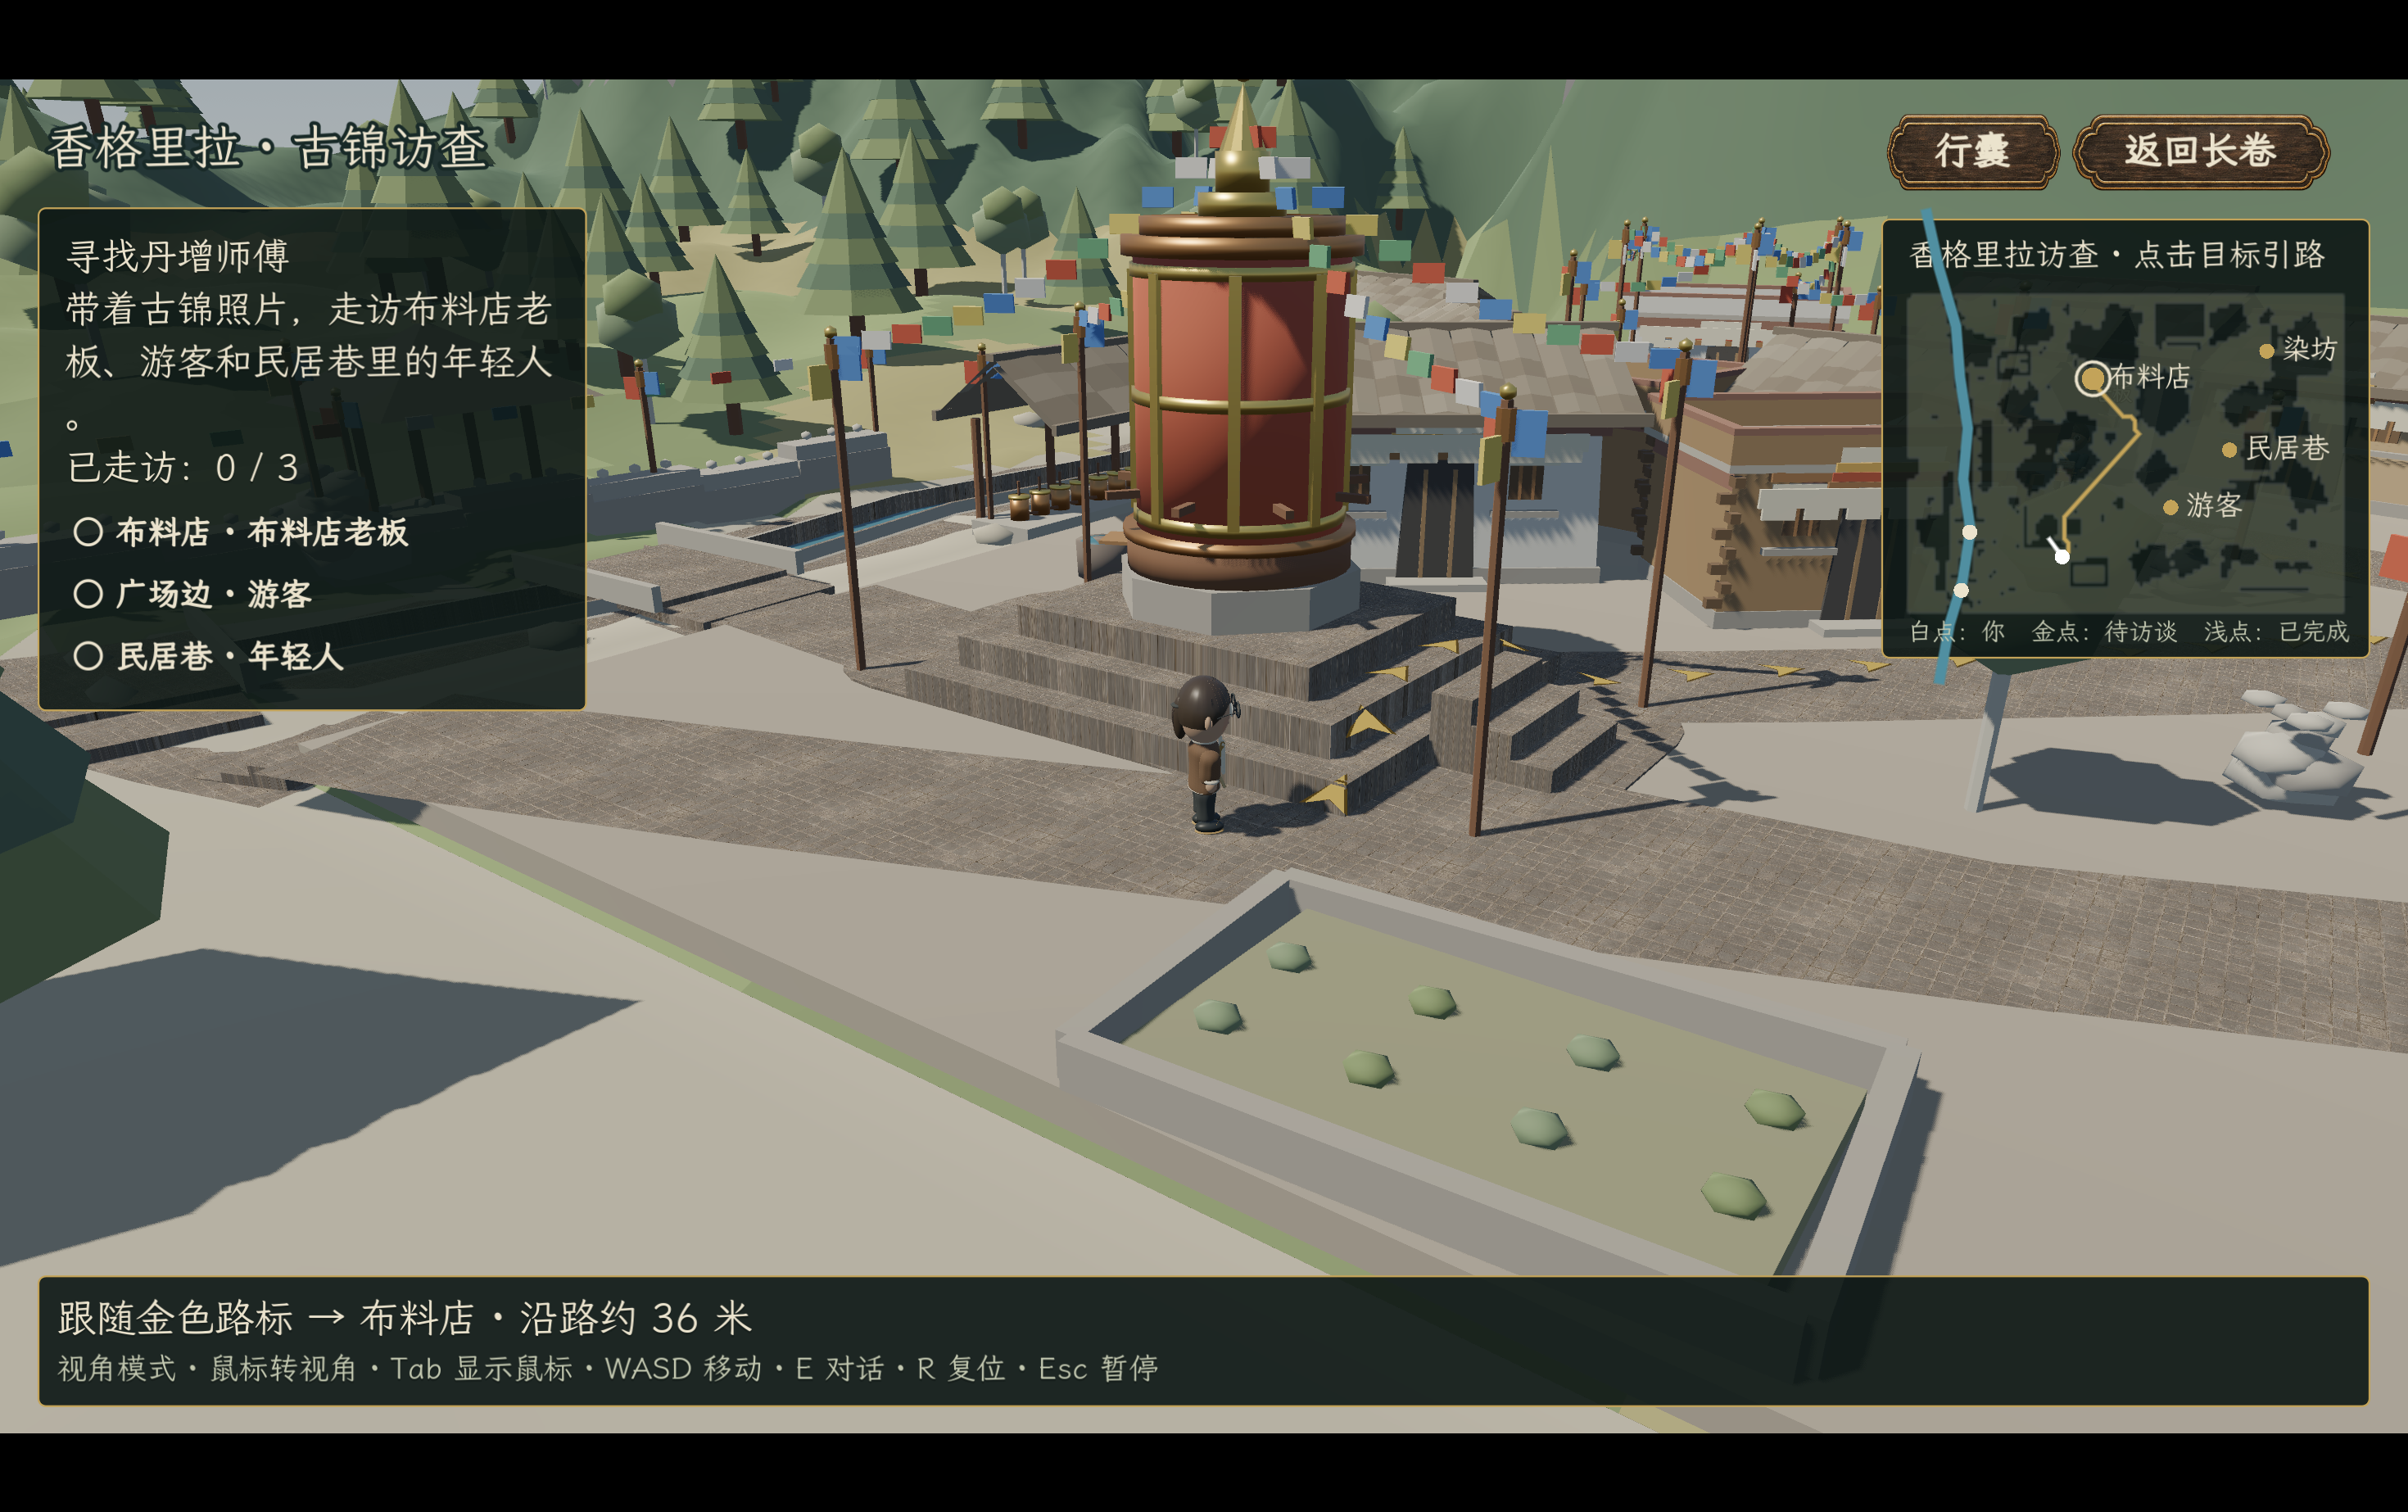 香格里拉·古锦访查
行囊
返回长卷
寻找丹增师傅
带着古锦照片，走访布料店老
板、游客和民居巷里的年轻人
。
已走访：0 / 3
○ 布料店·布料店老板
○ 广场边·游客
○ 民居巷·年轻人
香格里拉访查·点击目标引路
染坊
布料店
民居巷
游客
白点：你 金点：待访谈 浅点：已完成
跟随金色路标 → 布料店·沿路约 36 米
视角模式·鼠标转视角·Tab 显示鼠标·WASD 移动·E 对话·R 复位·Esc 暂停